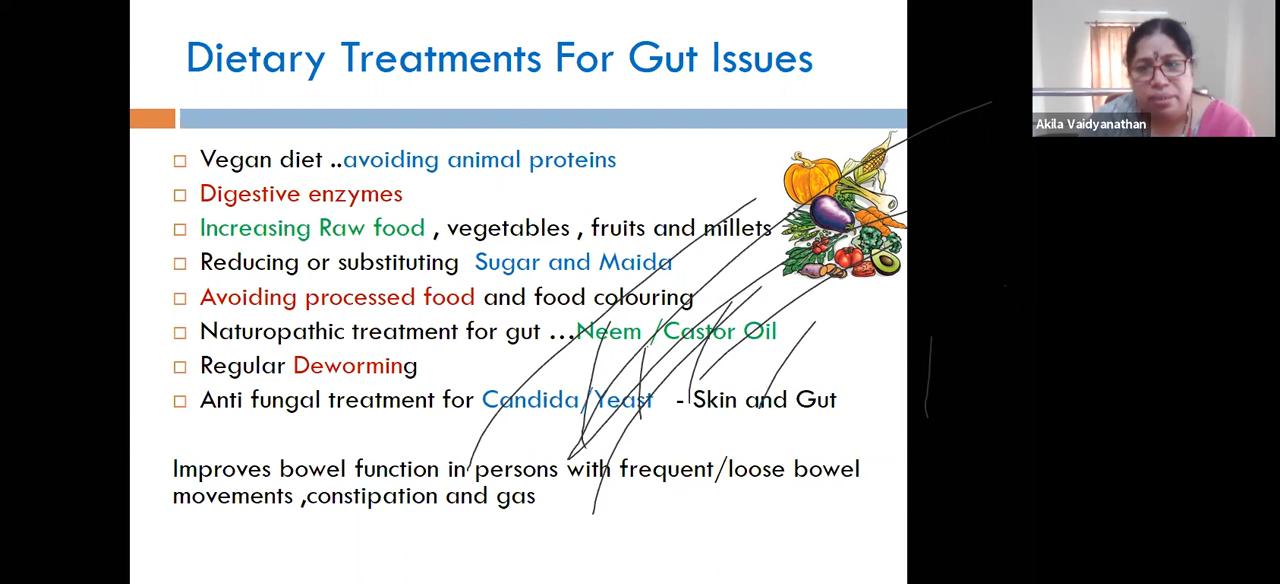 Dietary Treatments For Gut Issues
Akila Vaidyanathan
Vegan diet ..avoiding animal proteins
Digestive enzymes
Increasing Raw food , vegetables , fruits and millets
Reducing or substituting Sugar and Maida
Avoiding processed food and food colouring
Naturopathic treatment for gut ...Neem /Castor Oil
Regular Deworming
Anti fungal treatment for Candida/Yeast - Skin and Gut
Improves bowel function in persons with frequent/loose bowel
movements ,constipation and gas